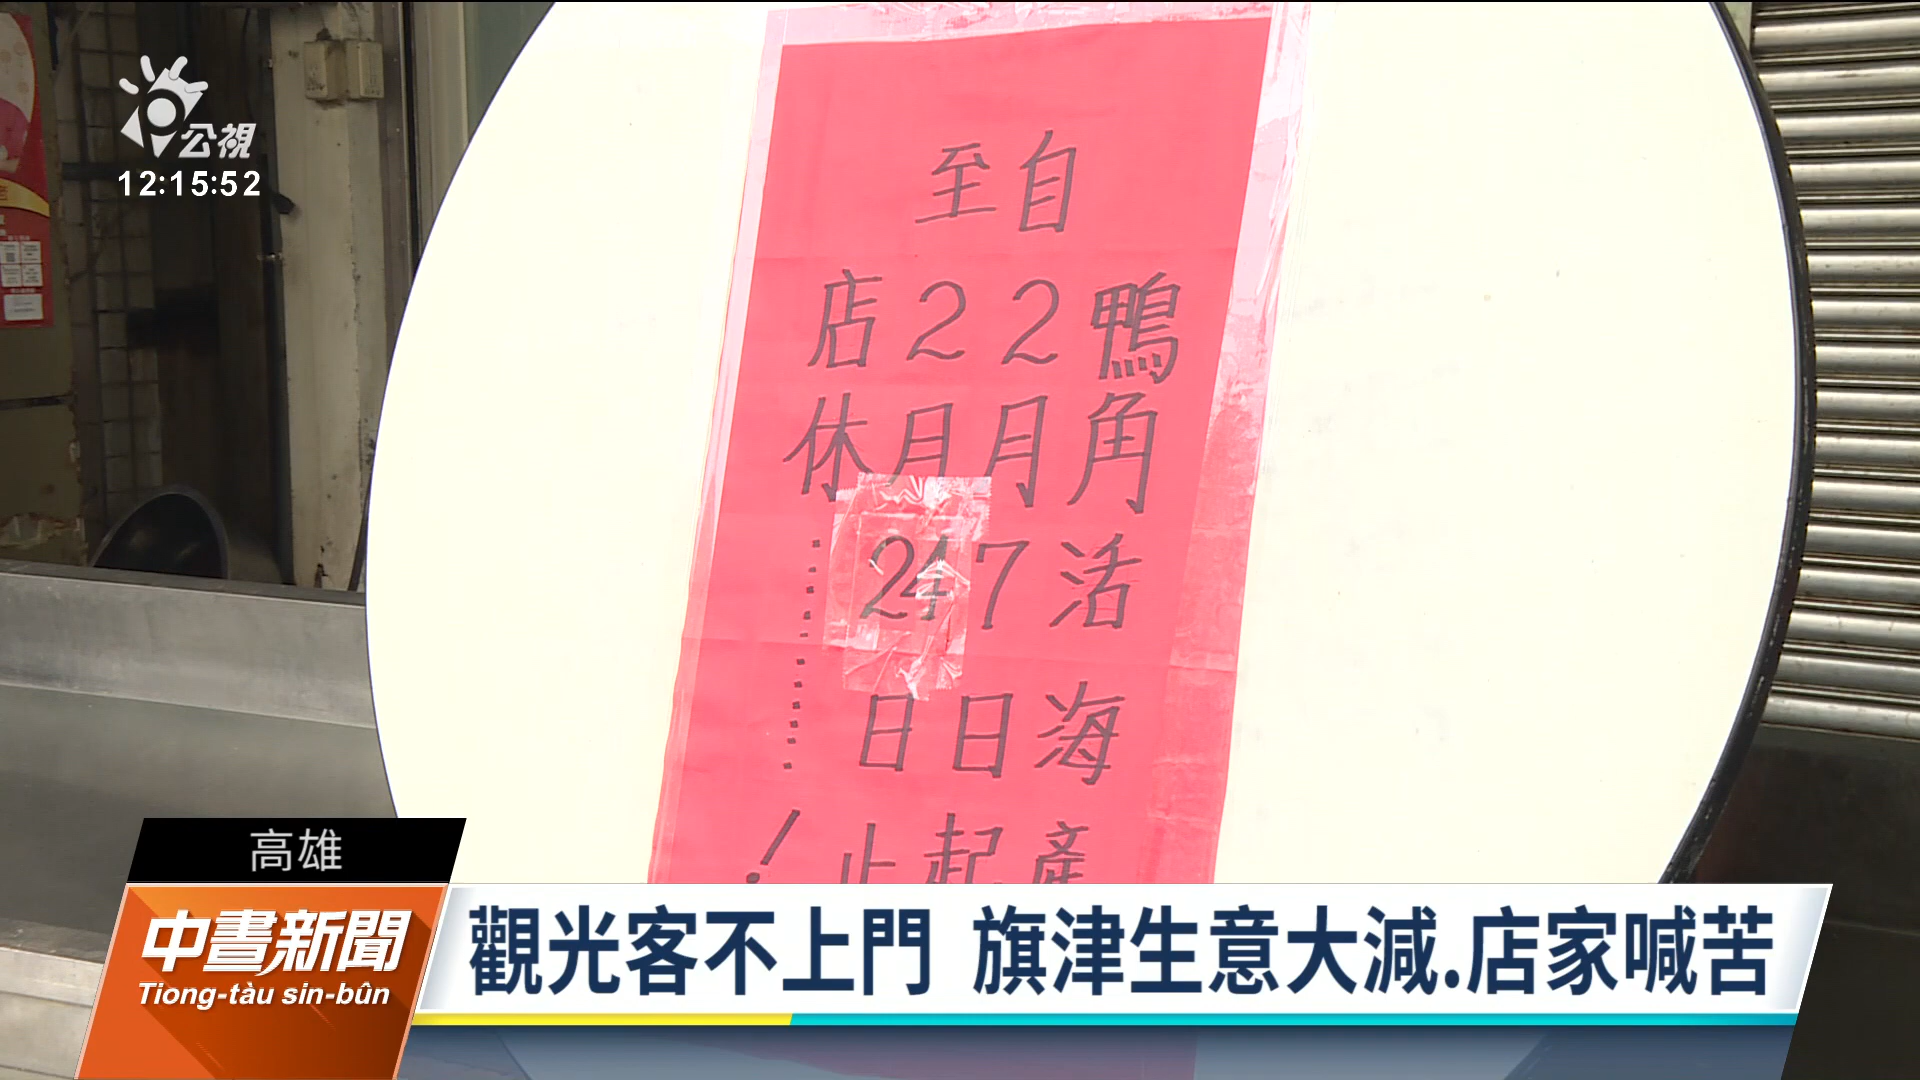 公視
12:15:52
鴨角活海產
自2月7日起
至2月24日止
店休……！
高雄
中晝新聞
Tiong-tàu sin-bûn
觀光客不上門 旗津生意大減.店家喊苦